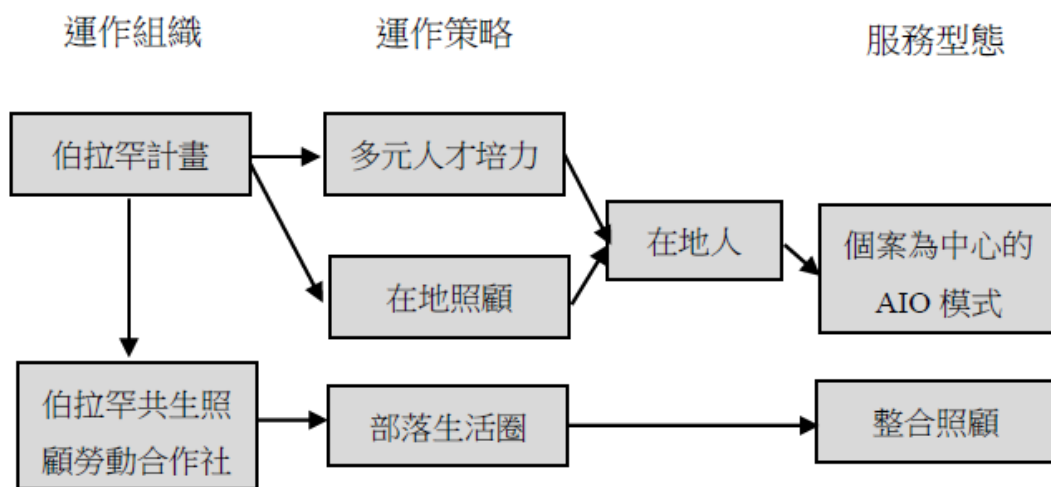 運作組織
運作策略
服務型態
伯拉罕計畫
多元人才培力
在地照顧
在地人
個案為中心的
AIO 模式
伯拉罕共生照
顧勞動合作社
部落生活圈
整合照顧